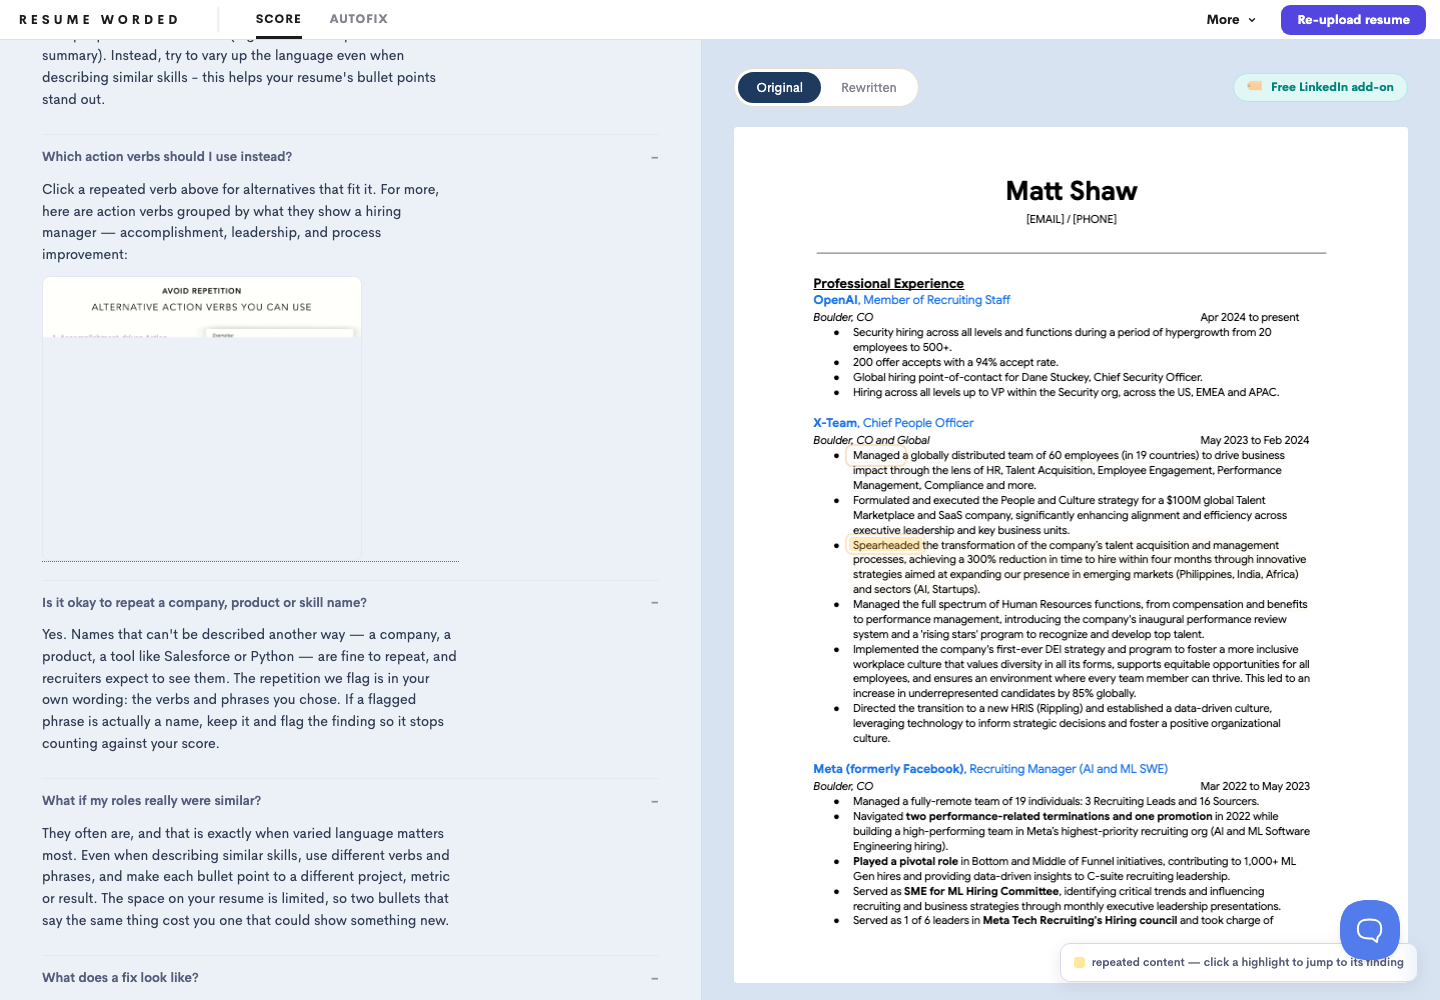 RESUME WORDED
SCORE
AUTOFIX
More
Re-upload resume
summary). Instead, try to vary up the language even when
describing similar skills - this helps your resume's bullet points
stand out.
Which action verbs should I use instead?
–
Click a repeated verb above for alternatives that fit it. For more,
here are action verbs grouped by what they show a hiring
manager — accomplishment, leadership, and process
improvement:
AVOID REPETITION
ALTERNATIVE ACTION VERBS YOU CAN USE
Is it okay to repeat a company, product or skill name?
–
Yes. Names that can't be described another way — a company, a
product, a tool like Salesforce or Python — are fine to repeat, and
recruiters expect to see them. The repetition we flag is in your
own wording: the verbs and phrases you chose. If a flagged
phrase is actually a name, keep it and flag the finding so it stops
counting against your score.
What if my roles really were similar?
–
They often are, and that is exactly when varied language matters
most. Even when describing similar skills, use different verbs and
phrases, and make each bullet point to a different project, metric
or result. The space on your resume is limited, so two bullets that
say the same thing cost you one that could show something new.
What does a fix look like?
–
Original
Rewritten
Free LinkedIn add-on
Matt Shaw
[EMAIL] / [PHONE]
Professional Experience
OpenAI, Member of Recruiting Staff
Boulder, CO Apr 2024 to present
● Security hiring across all levels and functions during a period of hypergrowth from 20
employees to 500+.
● 200 offer accepts with a 94% accept rate.
● Global hiring point-of-contact for Dane Stuckey, Chief Security Officer.
● Hiring across all levels up to VP within the Security org, across the US, EMEA and APAC.
X-Team, Chief People Officer
Boulder, CO and Global May 2023 to Feb 2024
● Managed a globally distributed team of 60 employees (in 19 countries) to drive business
impact through the lens of HR, Talent Acquisition, Employee Engagement, Performance
Management, Compliance and more.
● Formulated and executed the People and Culture strategy for a $100M global Talent
Marketplace and SaaS company, significantly enhancing alignment and efficiency across
executive leadership and key business units.
● Spearheaded the transformation of the company's talent acquisition and management
processes, achieving a 300% reduction in time to hire within four months through innovative
strategies aimed at expanding our presence in emerging markets (Philippines, India, Africa)
and sectors (AI, Startups).
● Managed the full spectrum of Human Resources functions, from compensation and benefits
to performance management, introducing the company's inaugural performance review
system and a 'rising stars' program to recognize and develop top talent.
● Implemented the company's first-ever DEI strategy and program to foster a more inclusive
workplace culture that values diversity in all its forms, supports equitable opportunities for all
employees, and ensures an environment where every team member can thrive. This led to an
increase in underrepresented candidates by 85% globally.
● Directed the transition to a new HRIS (Rippling) and established a data-driven culture,
leveraging technology to inform strategic decisions and foster a positive organizational
culture.
Meta (formerly Facebook), Recruiting Manager (AI and ML SWE)
Boulder, CO Mar 2022 to May 2023
● Managed a fully-remote team of 19 individuals: 3 Recruiting Leads and 16 Sourcers.
● Navigated two performance-related terminations and one promotion in 2022 while
building a high-performing team in Meta's highest-priority recruiting org (AI and ML Software
Engineering hiring).
● Played a pivotal role in Bottom and Middle of Funnel initiatives, contributing to 1,000+ ML
Gen hires and providing data-driven insights to C-suite recruiting leadership.
● Served as SME for ML Hiring Committee, identifying critical trends and influencing
recruiting and business strategies through monthly executive leadership presentations.
● Served as 1 of 6 leaders in Meta Tech Recruiting's Hiring council and took charge of
repeated content — click a highlight to jump to its finding